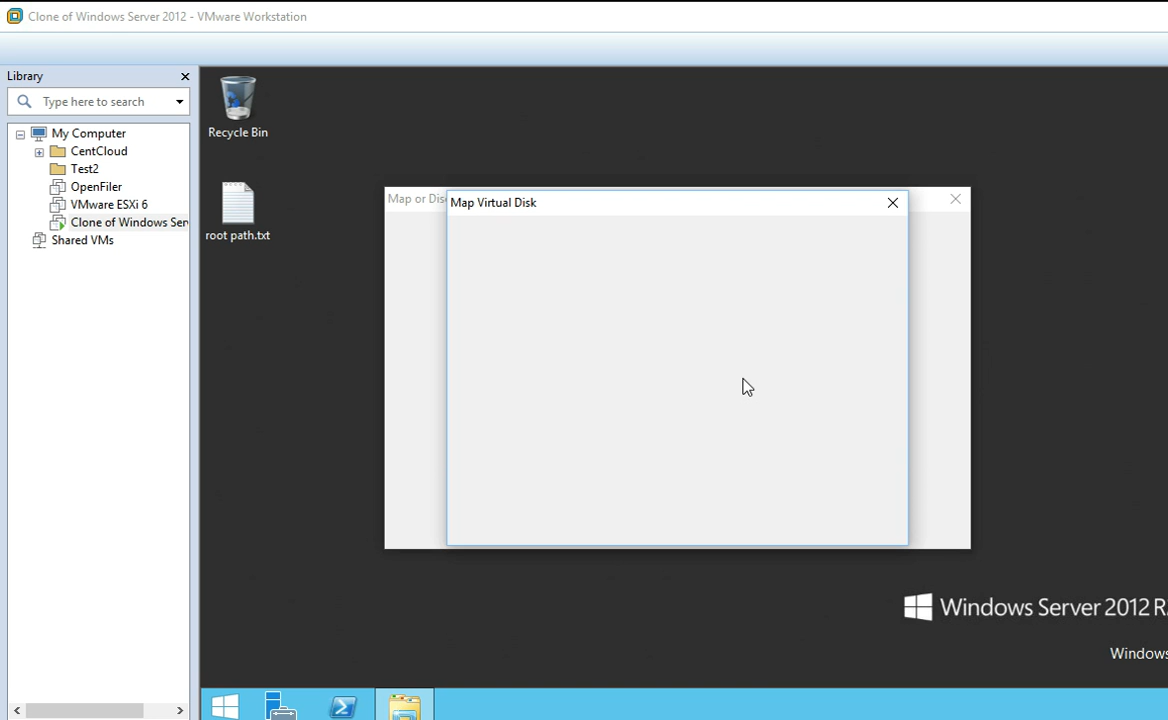 Clone of Windows Server 2012 - VMware Workstation
Library
Type here to search
My Computer
CentCloud
Test2
OpenFiler
VMware ESXi 6
Clone of Windows Ser
Shared VMs
Recycle Bin
root path.txt
Map or Dis
Map Virtual Disk
Windows Server 2012 R
Windows